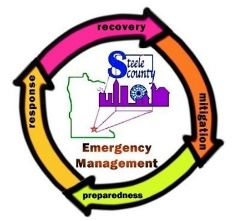 recovery
Steele
county
mitigation
response
Emergency
Management
preparedness